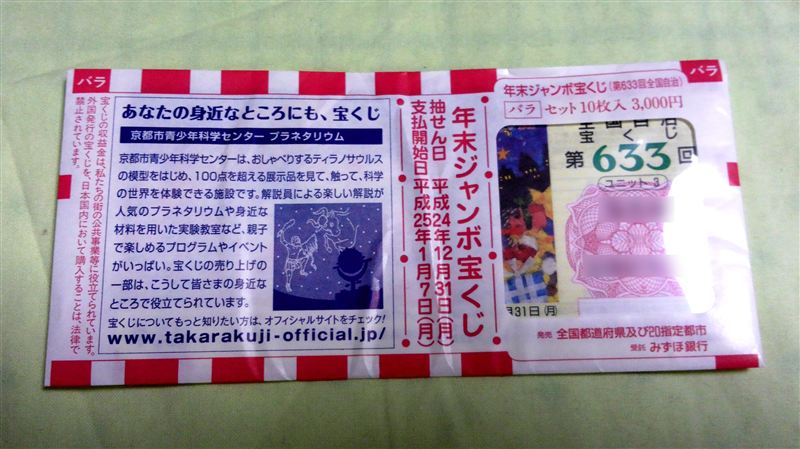 バラ
宝くじの収益金は、私たちの街の公共事業等に役立てられています。
外国発行の宝くじを、日本国内において購入することは、法律で
禁止されています。
あなたの身近なところにも、宝くじ
京都市青少年科学センター プラネタリウム
京都市青少年科学センターは、おしゃべりするティラノサウルス
の模型をはじめ、100点を超える展示品を見て、触って、科学
の世界を体験できる施設です。解説員による楽しい解説が
人気のプラネタリウムや身近な
材料を用いた実験教室など、親子
で楽しめるプログラムやイベント
がいっぱい。宝くじの売り上げの
一部は、こうして皆さまの身近な
ところで役立てられています。
宝くじについてもっと知りたい方は、オフィシャルサイトをチェック!
www.takarakuji-official.jp/
年末ジャンボ宝くじ
抽せん日 平成24年12月31日(月)
支払開始日 平成25年1月7日(月)
バラ
年末ジャンボ宝くじ(第633回全国自治)
バラ セット10枚入 3,000円
全国自治
宝くじ
第633回
ユニット 3
月31日(月)
発売 全国都道府県及び20指定都市
受託 みずほ銀行